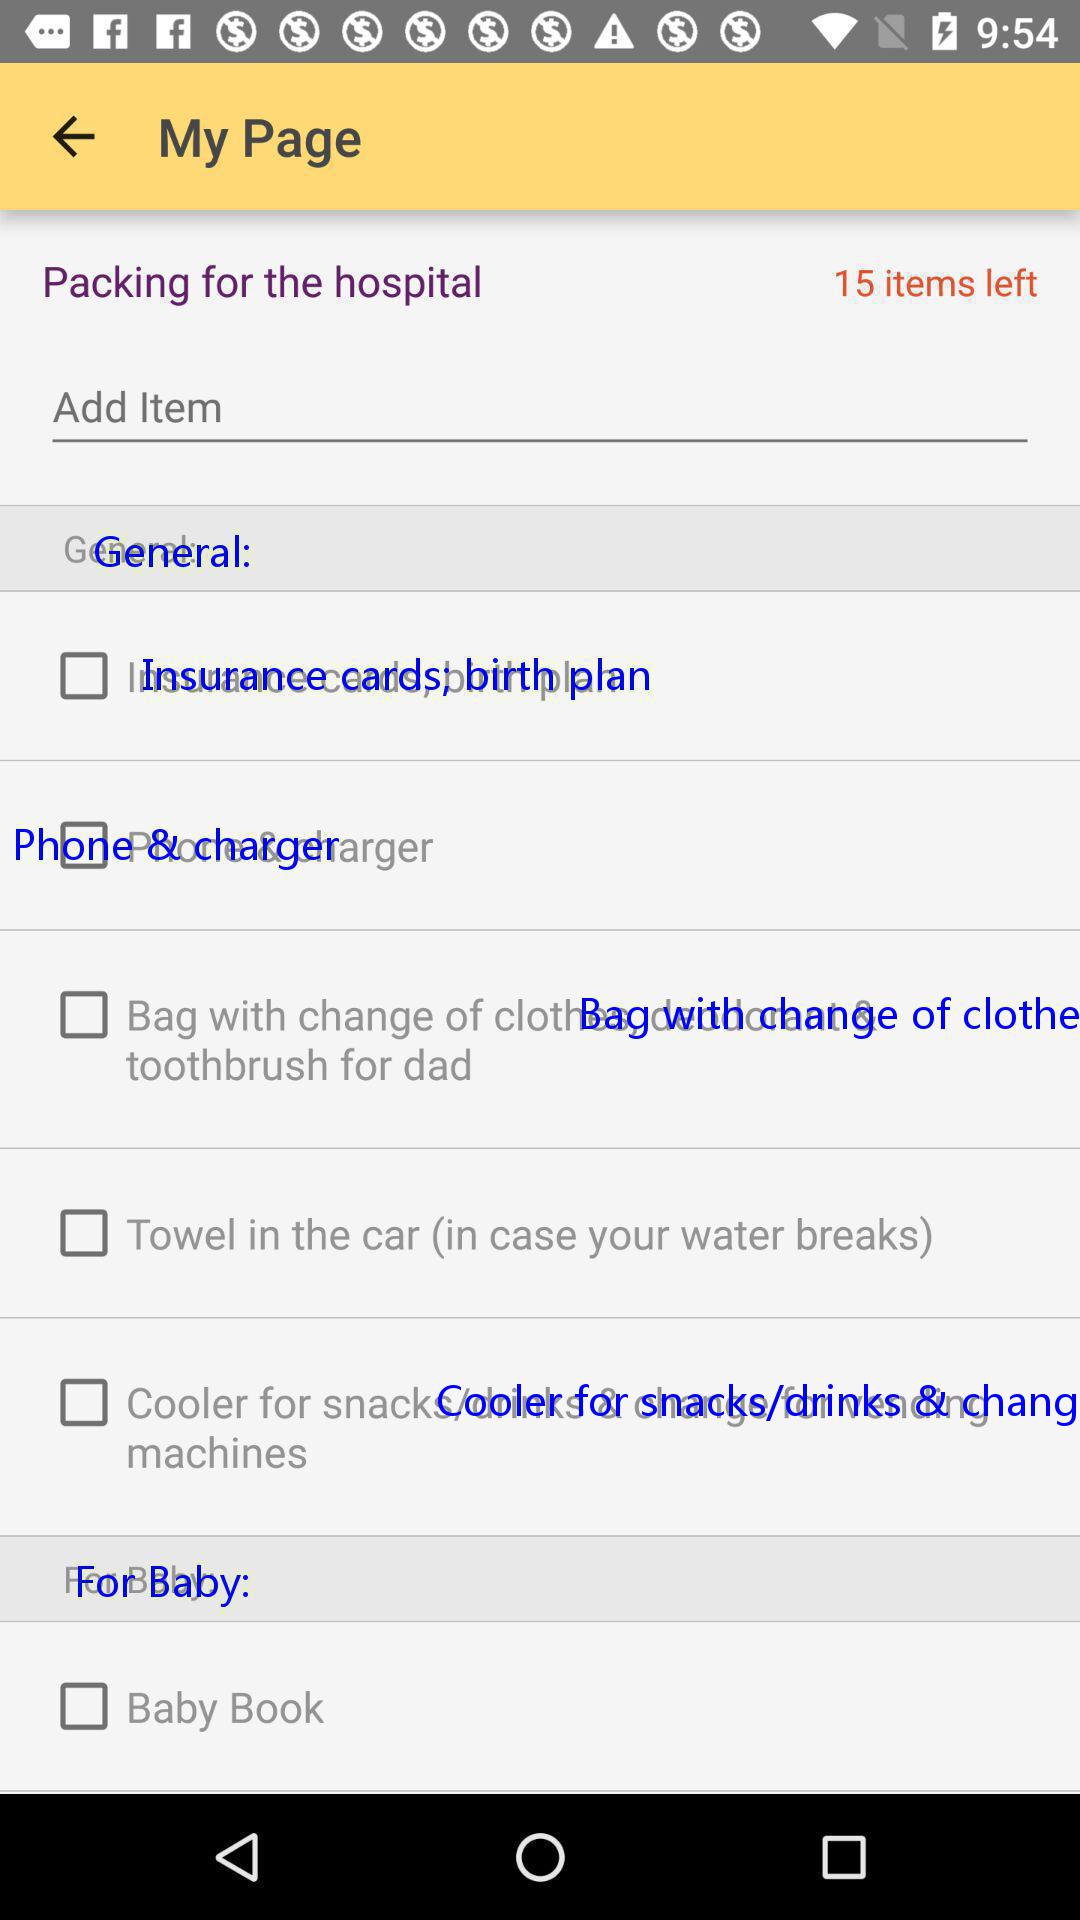 9:54
My Page
Packing for the hospital
15 items left
Add Item
General:
General:
Insurance cards; birth plan
Insurance cards; birth plan
Phone & charger
Phone & charger
Bag with change of clothes, deodorant &
toothbrush for dad
Bag with change of clothe
Towel in the car (in case your water breaks)
Cooler for snacks/drinks & change for vending
machines
Cooler for snacks/drinks & chang
For Baby:
For Baby:
Baby Book